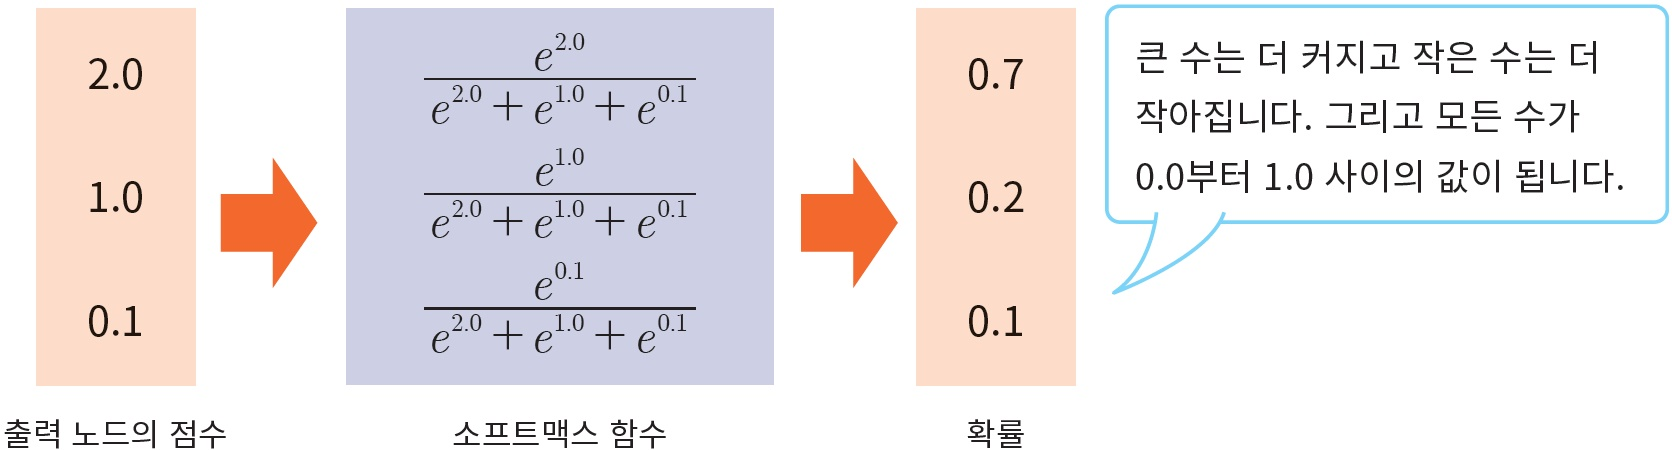 2.0
1.0
0.1
출력 노드의 점수
e^2.0
e^2.0 + e^1.0 + e^0.1
e^1.0
e^2.0 + e^1.0 + e^0.1
e^0.1
e^2.0 + e^1.0 + e^0.1
소프트맥스 함수
0.7
0.2
0.1
확률
큰 수는 더 커지고 작은 수는 더
작아집니다. 그리고 모든 수가
0.0부터 1.0 사이의 값이 됩니다.